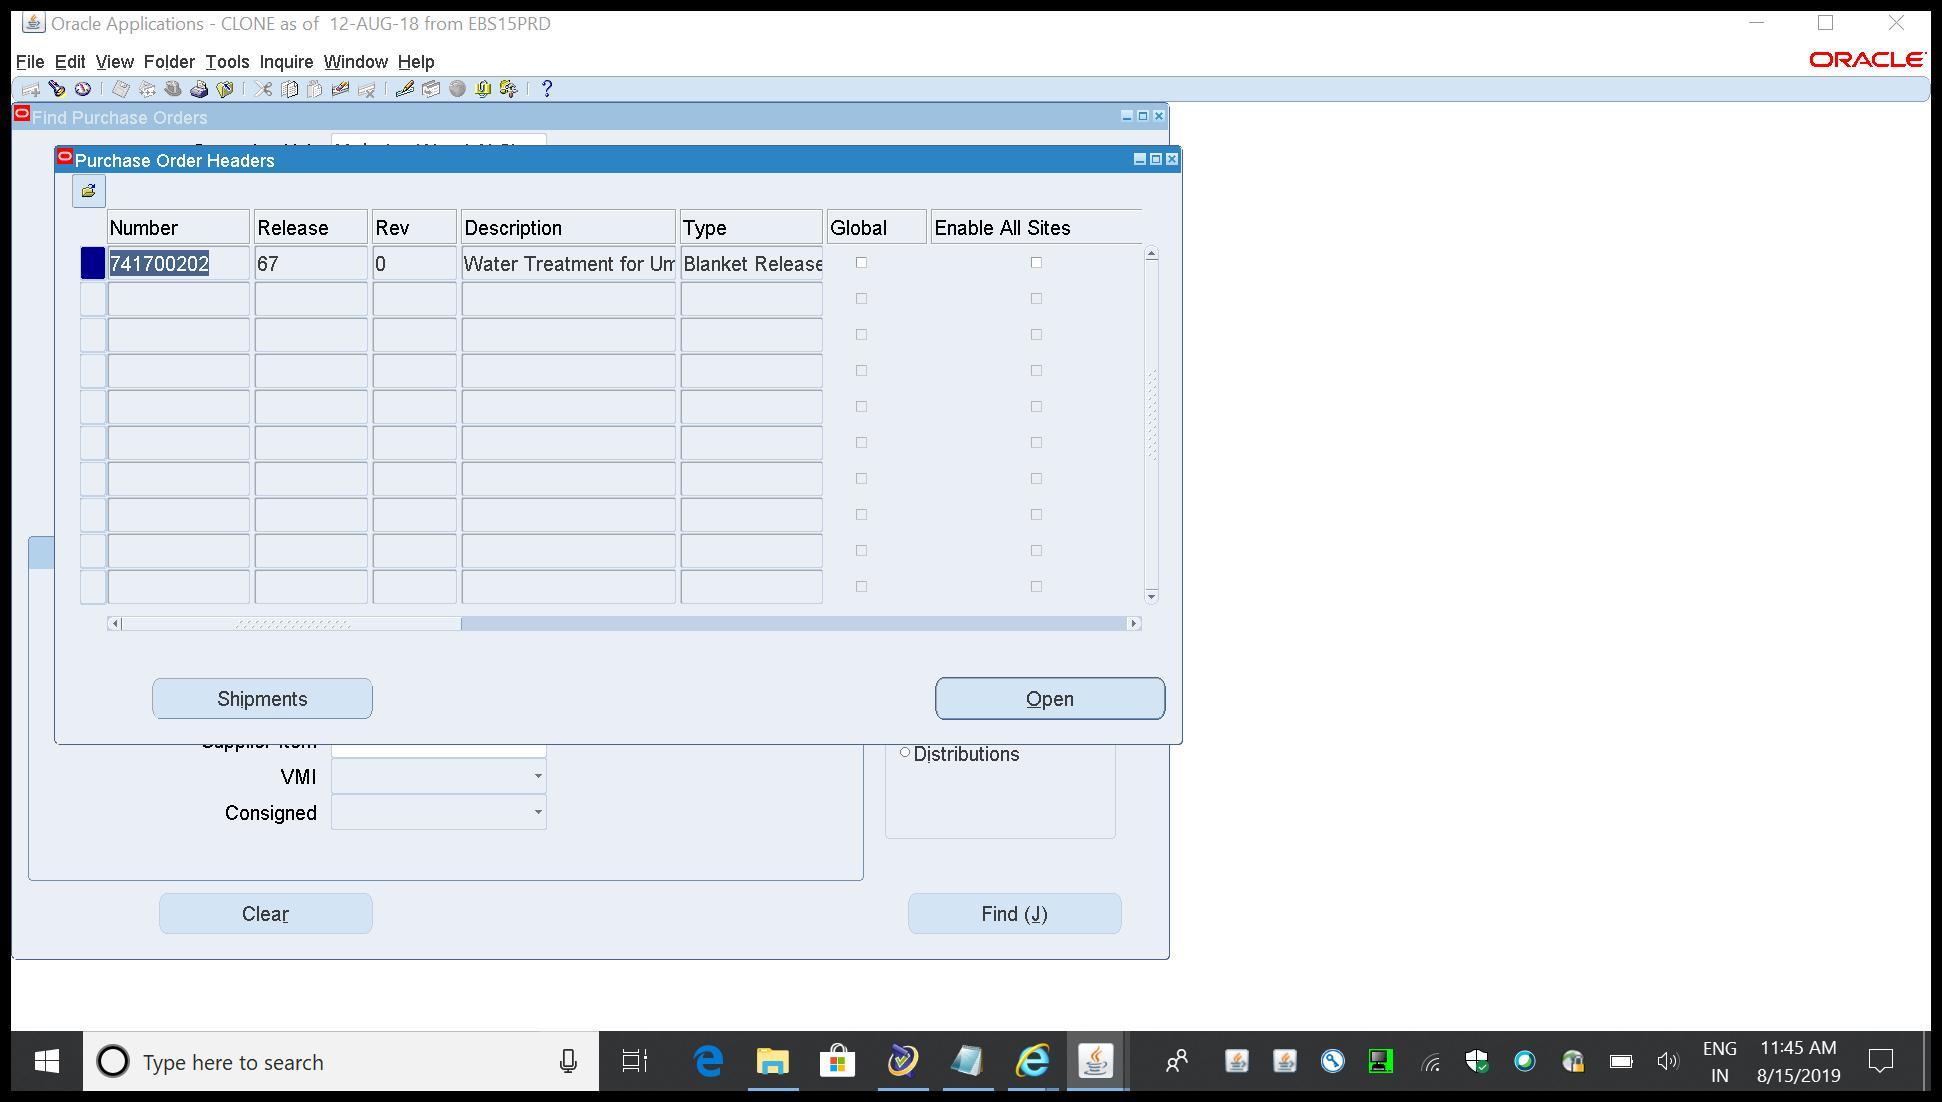 Oracle Applications - CLONE as of 12-AUG-18 from EBS15PRD
File Edit View Folder Tools Inquire Window Help
ORACLE
Find Purchase Orders
Purchase Order Headers
Number Release Rev Description Type Global Enable All Sites
741700202 67 0 Water Treatment for Um Blanket Release
Shipments Open
Supplier Item
Distributions
VMI
Consigned
Clear Find (J)
Type here to search
ENG
IN
11:45 AM
8/15/2019